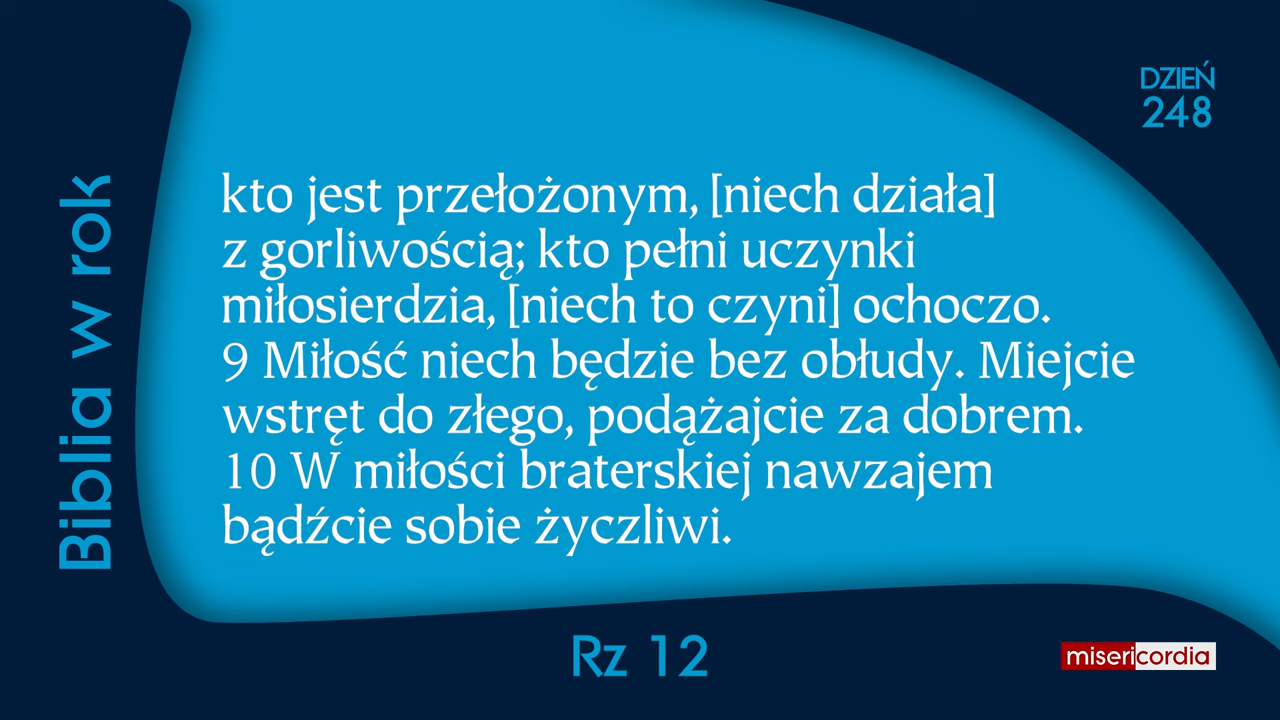 DZIEŃ
248
Biblia w rok
kto jest przełożonym, [niech działa]
z gorliwością; kto pełni uczynki
miłosierdzia, [niech to czyni] ochoczo.
9 Miłość niech będzie bez obłudy. Miejcie
wstręt do złego, podążajcie za dobrem.
10 W miłości braterskiej nawzajem
bądźcie sobie życzliwi.
Rz 12
misericordia